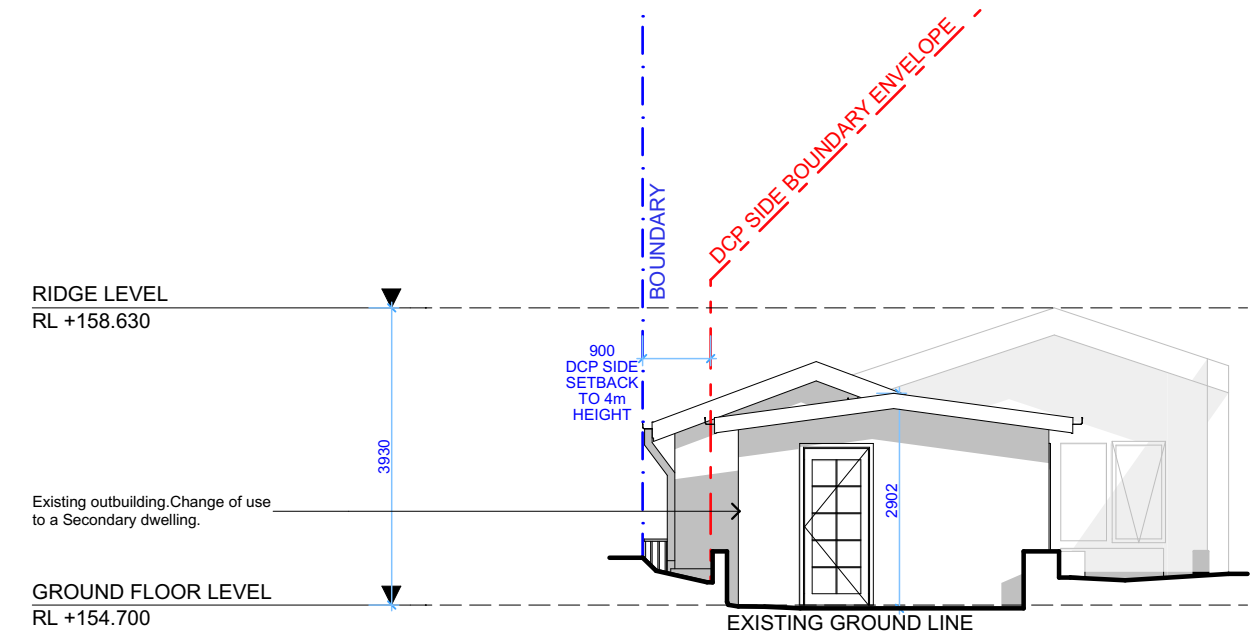 DCP SIDE BOUNDARY ENVELOPE
BOUNDARY
RIDGE LEVEL
RL +158.630
900
DCP SIDE
SETBACK
TO 4m
HEIGHT
3930
2902
Existing outbuilding.Change of use
to a Secondary dwelling.
GROUND FLOOR LEVEL
RL +154.700
EXISTING GROUND LINE